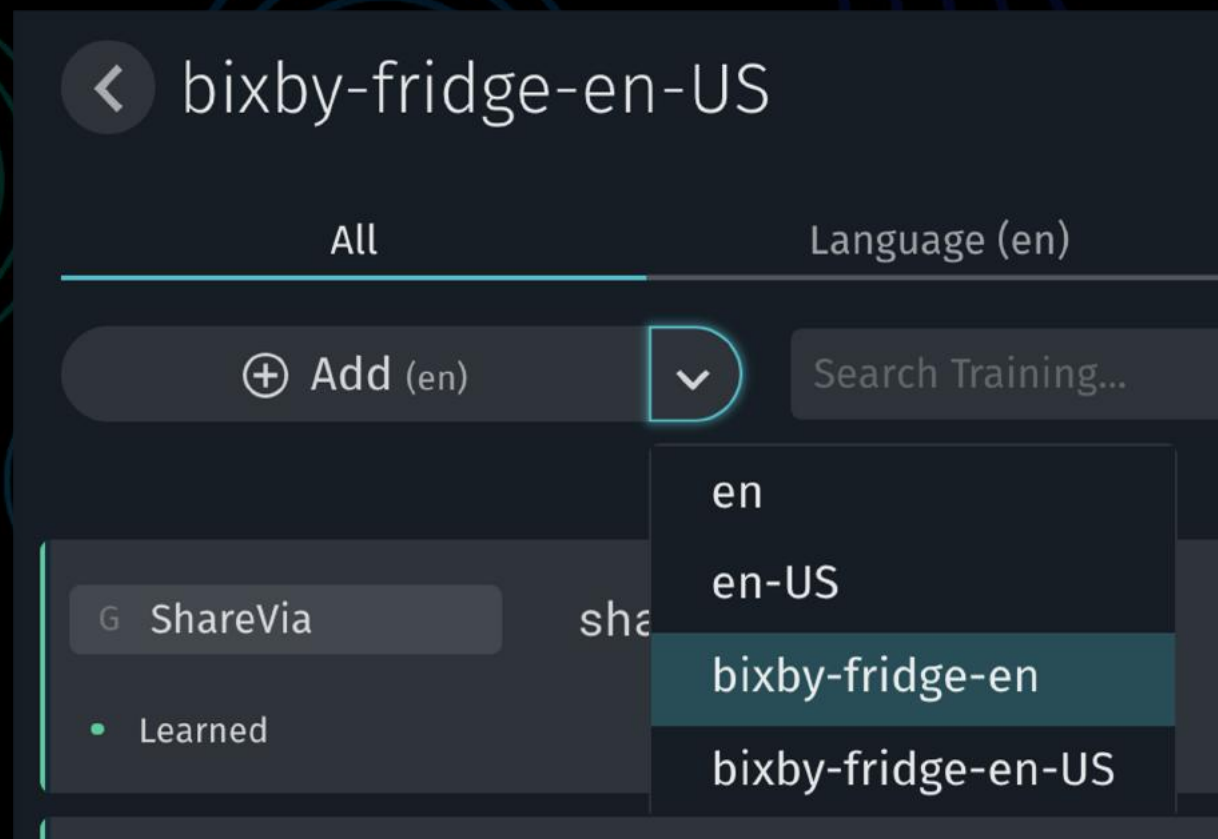 bixby-fridge-en-US
All
Language (en)
Add (en)
Search Training...
en
en-US
G ShareVia
bixby-fridge-en
Learned
bixby-fridge-en-US